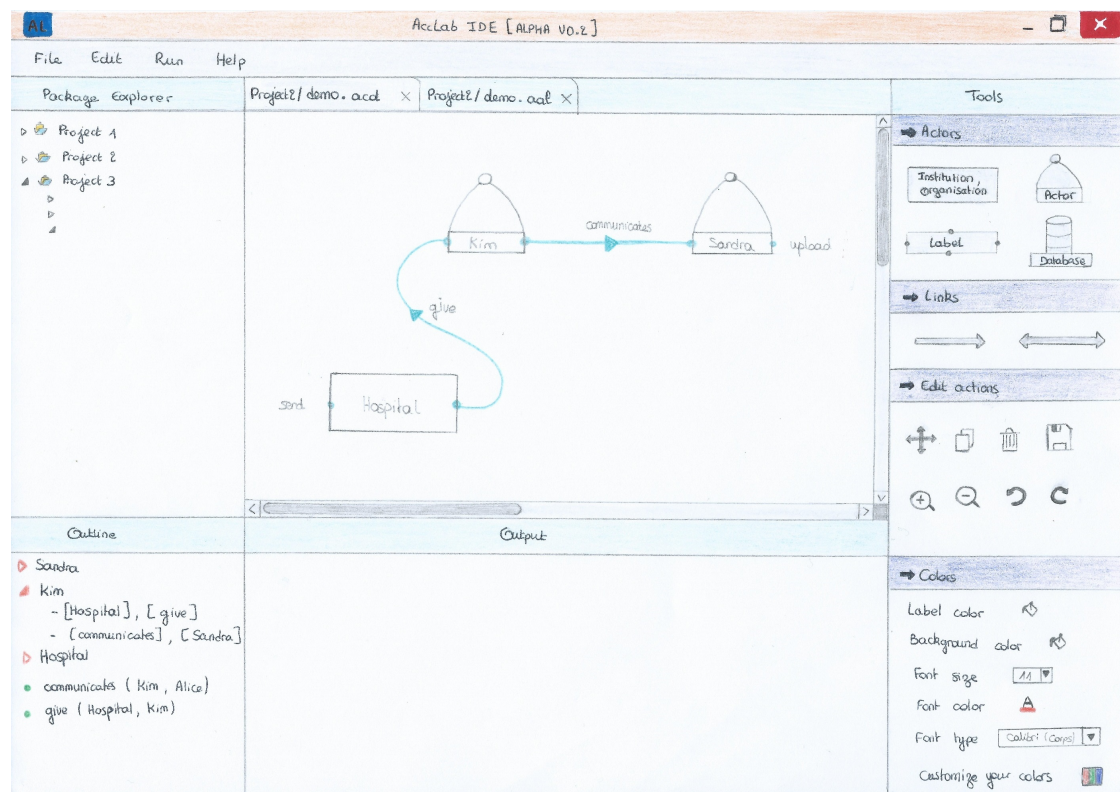 AL
AccLab IDE [ALPHA V0.2]
File Edit Run Help
Package Explorer
Project 1
Project 2
Project 3
Project2/demo.acd ×
Project2/demo.aal ×
Kim
communicates
Sandra
upload
give
send
Hospital
Tools
Actors
Institution,
organisation
Actor
Label
Database
Links
Edit actions
Colors
Label color
Background color
Font size 11
Font color A
Font type Calibri (Corps)
Customize your colors
Outline
Sandra
Kim
- [Hospital], [give]
- [communicates], [Sandra]
Hospital
communicates (Kim, Alice)
give (Hospital, Kim)
Output